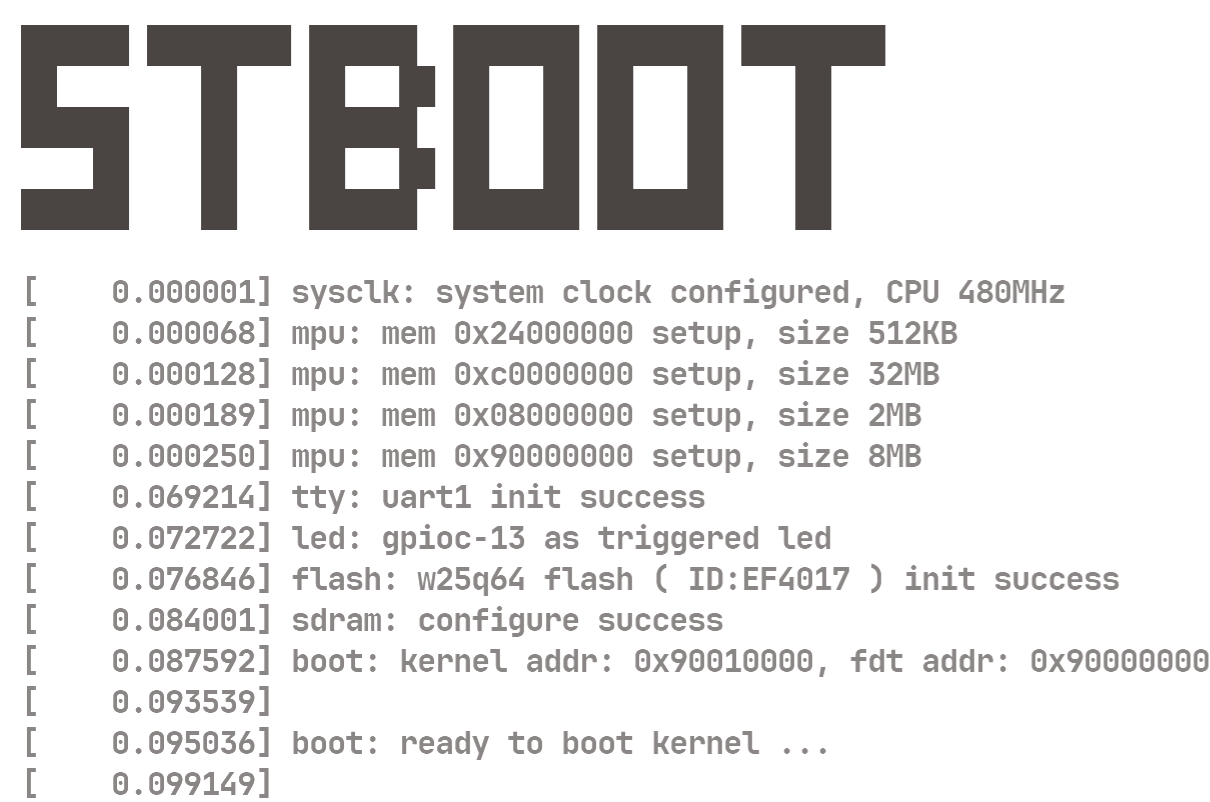 STBOOT
[    0.000001] sysclk: system clock configured, CPU 480MHz
[    0.000068] mpu: mem 0x24000000 setup, size 512KB
[    0.000128] mpu: mem 0xc0000000 setup, size 32MB
[    0.000189] mpu: mem 0x08000000 setup, size 2MB
[    0.000250] mpu: mem 0x90000000 setup, size 8MB
[    0.069214] tty: uart1 init success
[    0.072722] led: gpioc-13 as triggered led
[    0.076846] flash: w25q64 flash ( ID:EF4017 ) init success
[    0.084001] sdram: configure success
[    0.087592] boot: kernel addr: 0x90010000, fdt addr: 0x90000000
[    0.093539]
[    0.095036] boot: ready to boot kernel ...
[    0.099149]